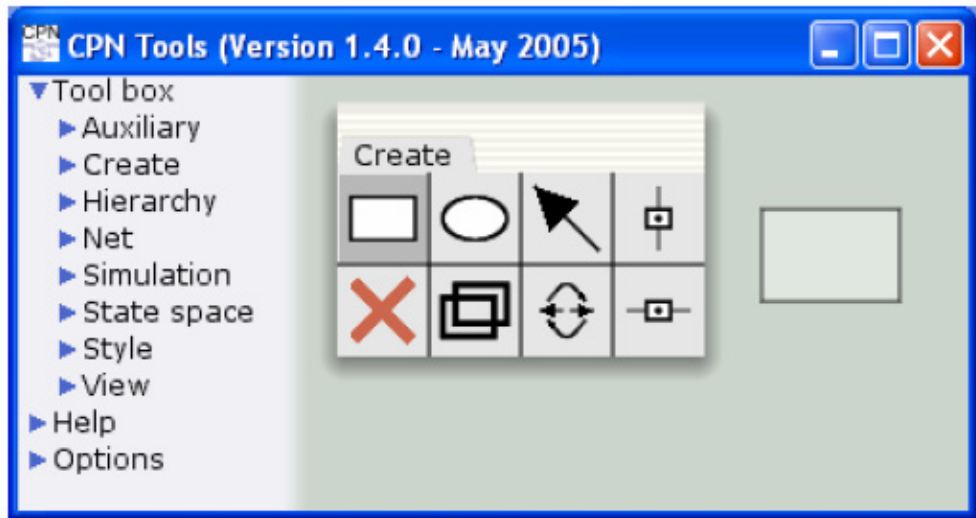 CPN
CPN Tools (Version 1.4.0 - May 2005)
Tool box
Auxiliary
Create
Hierarchy
Net
Simulation
State space
Style
View
Help
Options
Create